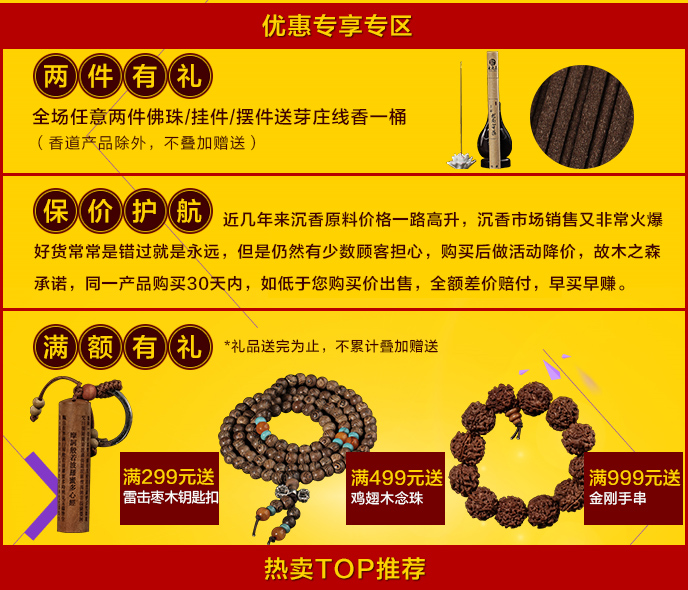 优惠专享专区
两件有礼
全场任意两件佛珠/挂件/摆件送芽庄线香一桶
（香道产品除外，不叠加赠送）
保价护航
近几年来沉香原料价格一路高升，沉香市场销售又非常火爆
好货常常是错过就是永远，但是仍然有少数顾客担心，购买后做活动降价，故木之森
承诺，同一产品购买30天内，如低于您购买价出售，全额差价赔付，早买早赚。
满额有礼
*礼品送完为止，不累计叠加赠送
摩訶般若波羅蜜多心經
满299元送
雷击枣木钥匙扣
满499元送
鸡翅木念珠
满999元送
金刚手串
热卖TOP推荐